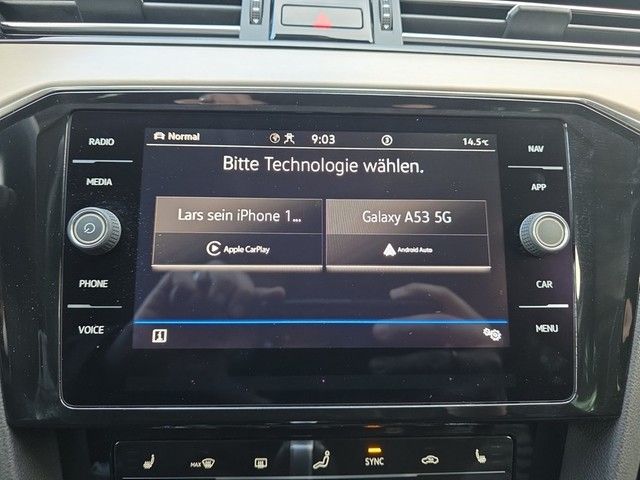 Normal 9:03 14.5°C
Bitte Technologie wählen.
Lars sein iPhone 1...
Apple CarPlay
Galaxy A53 5G
Android Auto
RADIO
MEDIA
PHONE
VOICE
NAV
APP
CAR
MENU
MAX
SYNC